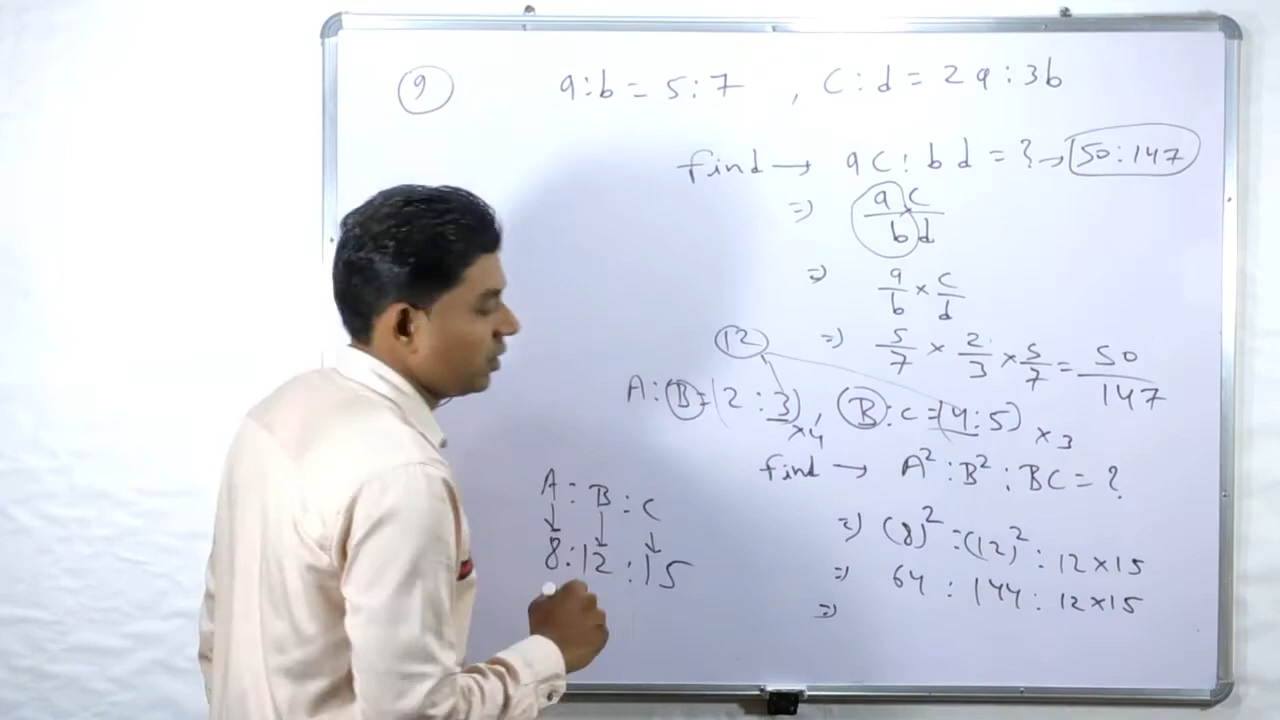 9 a:b = 5:7 , C:d = 2a:3b
find → ac:bd = ? → 50:147
⇒ ac/bd
⇒ a/b × c/d
⇒ 5/7 × 2/3 × 5/7 = 50/147
12
A:B = (2:3) , B:C = (4:5)
×4 ×3
find → A²:B²:BC = ?
A:B:C
8:12:15
⇒ (8)²:(12)²:12×15
⇒ 64:144:12×15
⇒